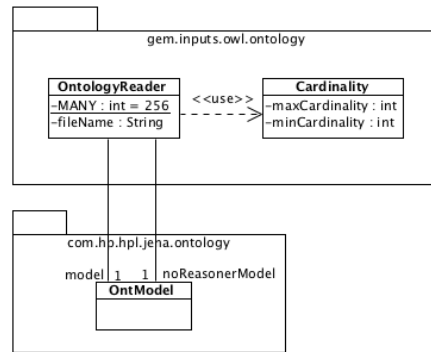 gem.inputs.owl.ontology
OntologyReader
-MANY : int = 256
-fileName : String
<<use>>
Cardinality
-maxCardinality : int
-minCardinality : int
com.hp.hpl.jena.ontology
model 1 1 noReasonerModel
OntModel